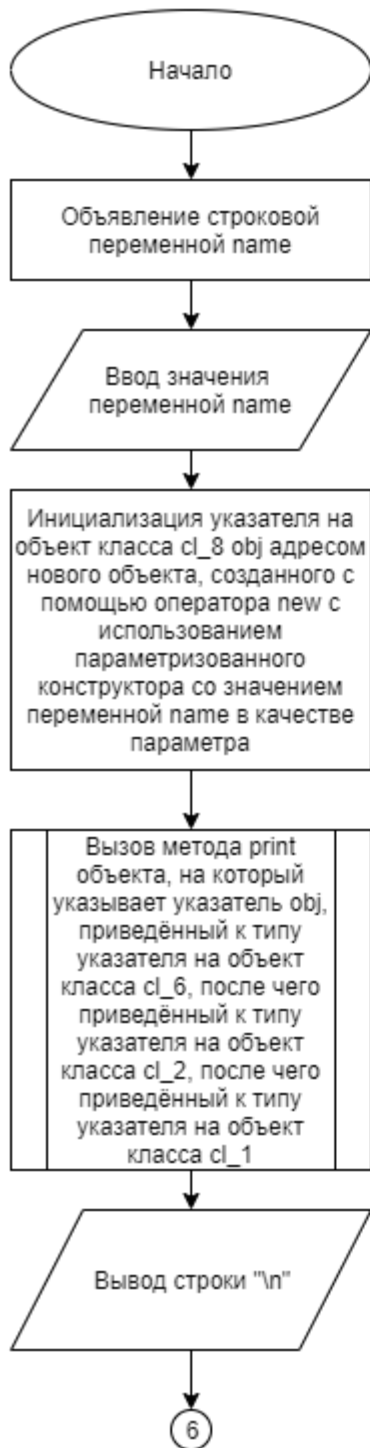 Начало
Объявление строковой
переменной name
Ввод значения
переменной name
Инициализация указателя на
объект класса cl_8 obj адресом
нового объекта, созданного с
помощью оператора new с
использованием
параметризованного
конструктора со значением
переменной name в качестве
параметра
Вызов метода print
объекта, на который
указывает указатель obj,
приведённый к типу
указателя на объект
класса cl_6, после чего
приведённый к типу
указателя на объект
класса cl_2, после чего
приведённый к типу
указателя на объект
класса cl_1
Вывод строки "\n"
6